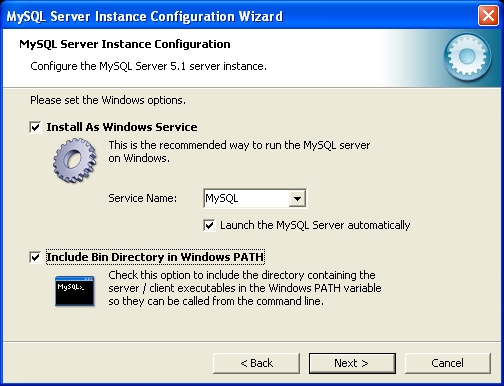 MySQL Server Instance Configuration Wizard
MySQL Server Instance Configuration
Configure the MySQL Server 5.1 server instance.
Please set the Windows options.
Install As Windows Service
This is the recommended way to run the MySQL server
on Windows.
Service Name: MySQL
Launch the MySQL Server automatically
Include Bin Directory in Windows PATH
MySQL>_
Check this option to include the directory containing the
server / client executables in the Windows PATH variable
so they can be called from the command line.
< Back Next > Cancel